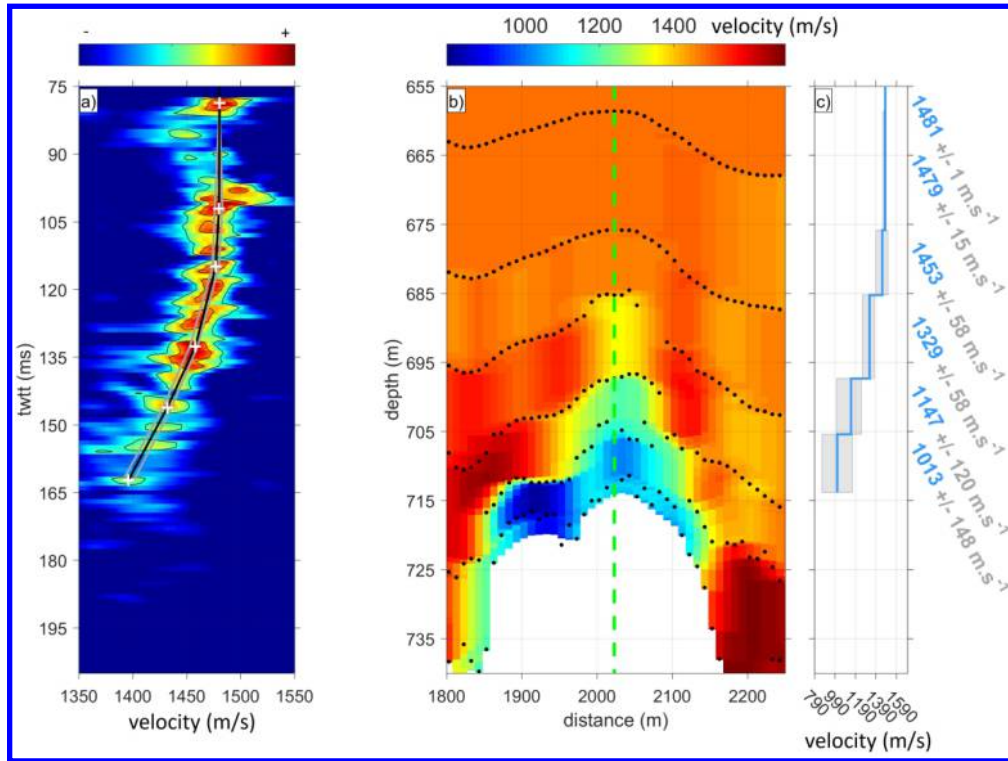 - +
1000 1200 1400 velocity (m/s)
a)
75
90
105
120
135
150
165
180
195
twtt (ms)
1350 1400 1450 1500 1550
velocity (m/s)
b)
655
665
675
685
695
705
715
725
735
depth (m)
1800 1900 2000 2100 2200
distance (m)
c)
1481 +/- 1 m.s⁻¹
1479 +/- 15 m.s⁻¹
1453 +/- 58 m.s⁻¹
1329 +/- 58 m.s⁻¹
1147 +/- 120 m.s⁻¹
1013 +/- 148 m.s⁻¹
790 990 1190 1390 1590
velocity (m/s)